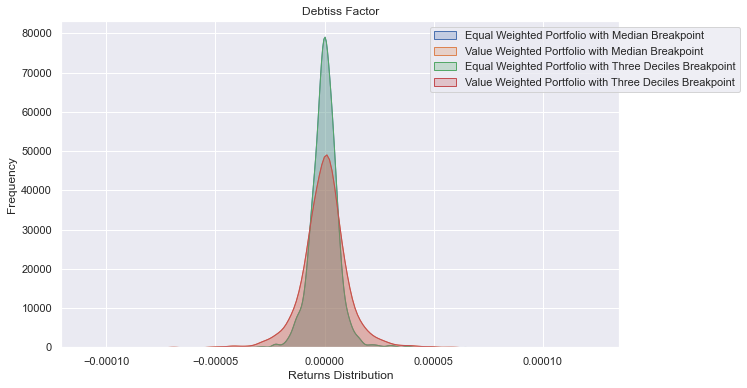 Debtiss Factor
Equal Weighted Portfolio with Median Breakpoint
Value Weighted Portfolio with Median Breakpoint
Equal Weighted Portfolio with Three Deciles Breakpoint
Value Weighted Portfolio with Three Deciles Breakpoint
Frequency
80000
70000
60000
50000
40000
30000
20000
10000
0
−0.00010
−0.00005
0.00000
0.00005
0.00010
Returns Distribution